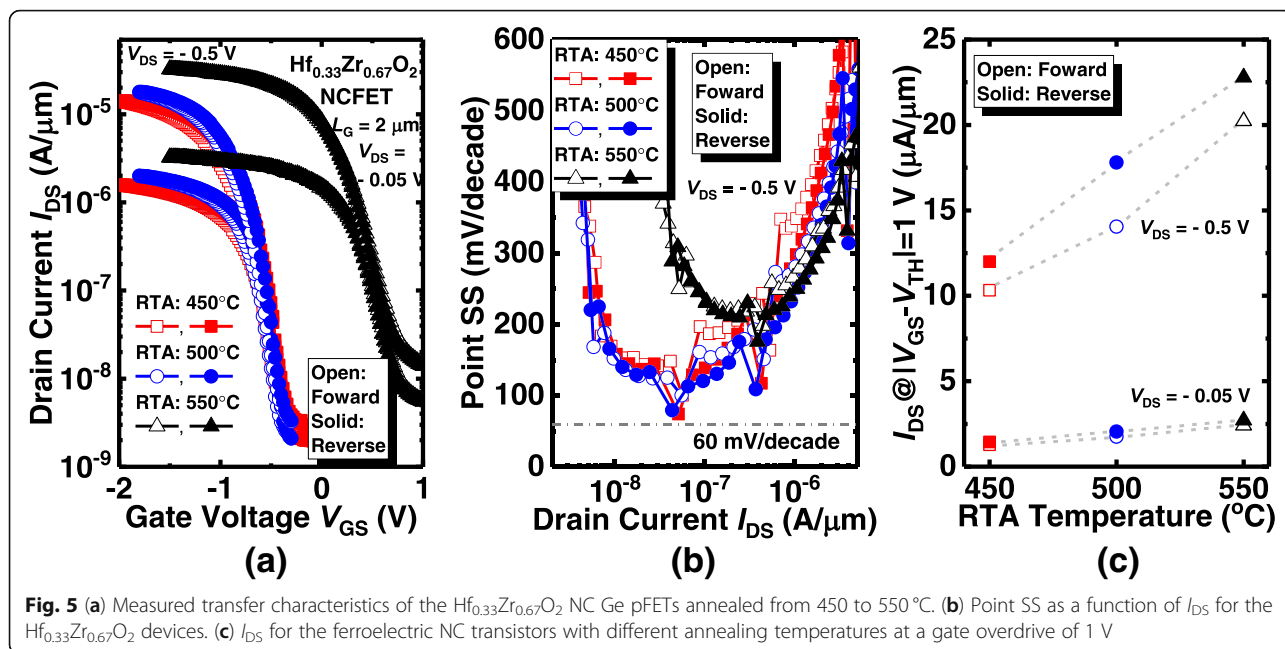 V_DS = - 0.5 V
Hf0.33Zr0.67O2
NCFET
L_G = 2 μm
V_DS =
- 0.05 V
RTA: 450°C
,
RTA: 500°C
,
RTA: 550°C
,
Open:
Foward
Solid:
Reverse
10^-5
10^-6
10^-7
10^-8
10^-9
-2 -1 0 1
Drain Current I_DS (A/μm)
Gate Voltage V_GS (V)
(a)
RTA: 450°C
,
RTA: 500°C
,
RTA: 550°C
,
Open:
Foward
Solid:
Reverse
V_DS = - 0.5 V
60 mV/decade
600
500
400
300
200
100
0
10^-8 10^-7 10^-6
Point SS (mV/decade)
Drain Current I_DS (A/μm)
(b)
Open: Foward
Solid: Reverse
V_DS = - 0.5 V
V_DS = - 0.05 V
25
20
15
10
5
0
450 500 550
I_DS@|V_GS-V_TH|=1 V (μA/μm)
RTA Temperature (°C)
(c)
Fig. 5 (a) Measured transfer characteristics of the Hf0.33Zr0.67O2 NC Ge pFETs annealed from 450 to 550 °C. (b) Point SS as a function of I_DS for the
Hf0.33Zr0.67O2 devices. (c) I_DS for the ferroelectric NC transistors with different annealing temperatures at a gate overdrive of 1 V